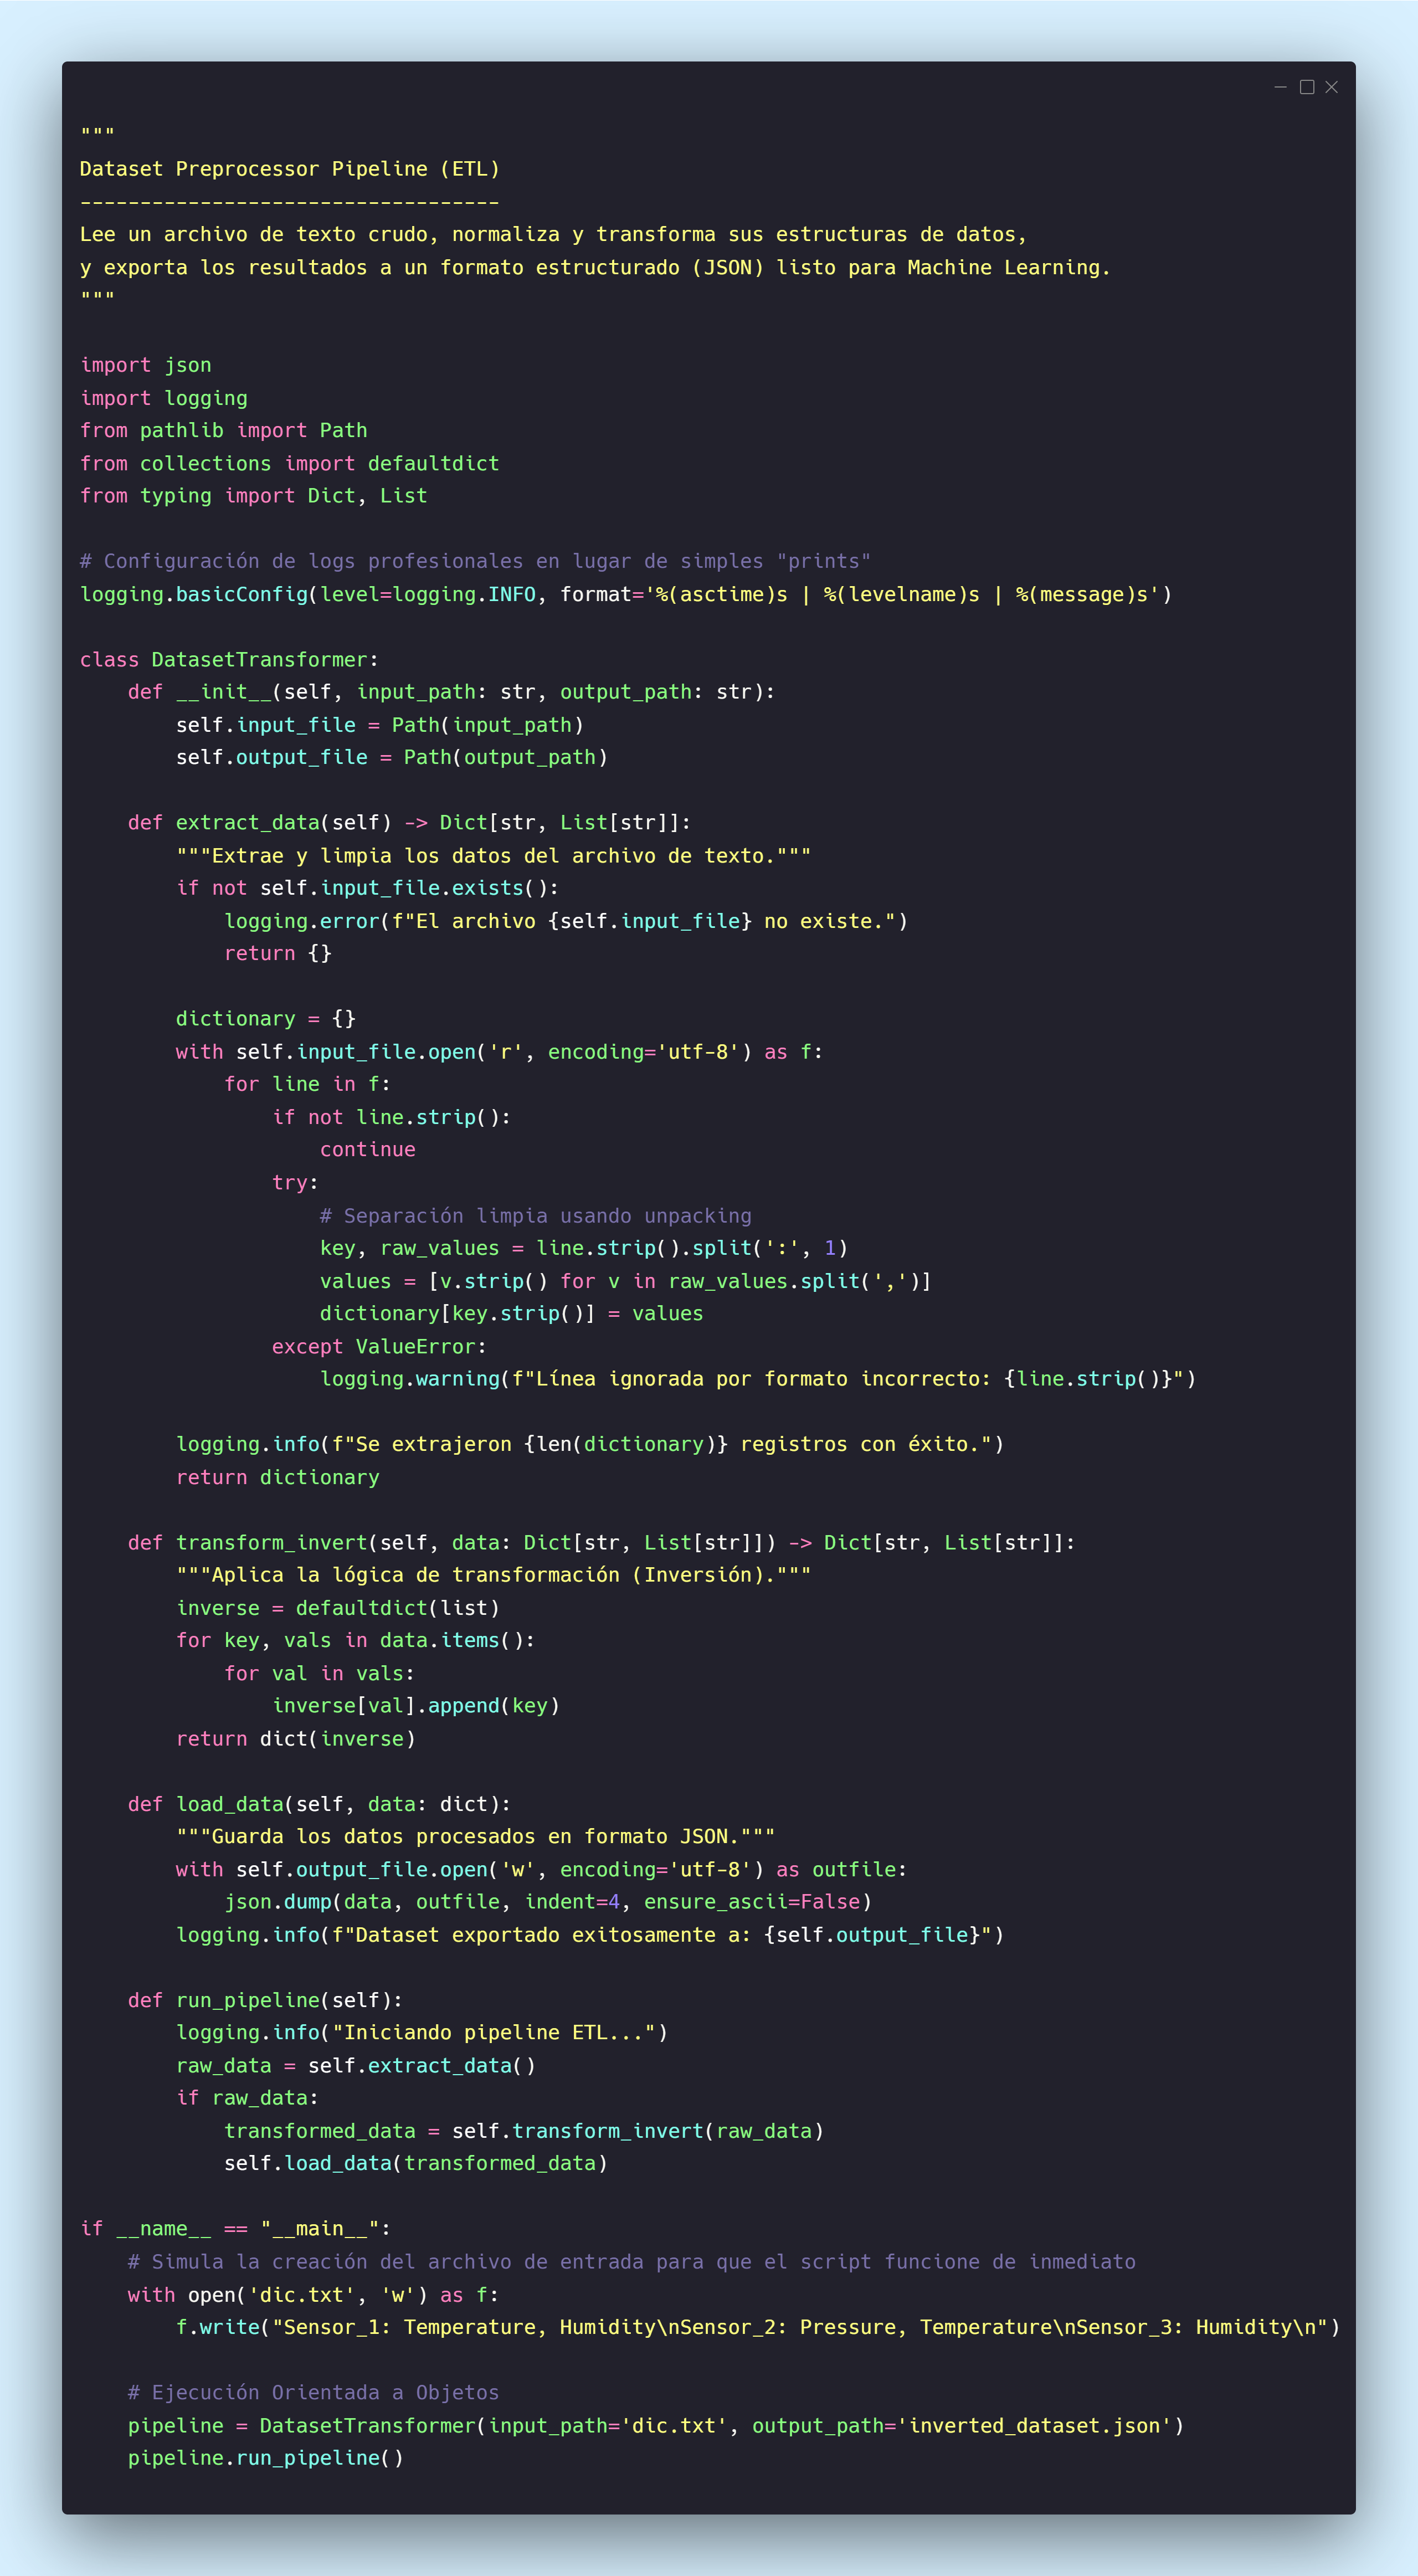 """
Dataset Preprocessor Pipeline (ETL)
-----------------------------------
Lee un archivo de texto crudo, normaliza y transforma sus estructuras de datos,
y exporta los resultados a un formato estructurado (JSON) listo para Machine Learning.
"""

import json
import logging
from pathlib import Path
from collections import defaultdict
from typing import Dict, List

# Configuración de logs profesionales en lugar de simples "prints"
logging.basicConfig(level=logging.INFO, format='%(asctime)s | %(levelname)s | %(message)s')

class DatasetTransformer:
    def __init__(self, input_path: str, output_path: str):
        self.input_file = Path(input_path)
        self.output_file = Path(output_path)

    def extract_data(self) -> Dict[str, List[str]]:
        """Extrae y limpia los datos del archivo de texto."""
        if not self.input_file.exists():
            logging.error(f"El archivo {self.input_file} no existe.")
            return {}

        dictionary = {}
        with self.input_file.open('r', encoding='utf-8') as f:
            for line in f:
                if not line.strip():
                    continue
                try:
                    # Separación limpia usando unpacking
                    key, raw_values = line.strip().split(':', 1)
                    values = [v.strip() for v in raw_values.split(',')]
                    dictionary[key.strip()] = values
                except ValueError:
                    logging.warning(f"Línea ignorada por formato incorrecto: {line.strip()}")

        logging.info(f"Se extrajeron {len(dictionary)} registros con éxito.")
        return dictionary

    def transform_invert(self, data: Dict[str, List[str]]) -> Dict[str, List[str]]:
        """Aplica la lógica de transformación (Inversión)."""
        inverse = defaultdict(list)
        for key, vals in data.items():
            for val in vals:
                inverse[val].append(key)
        return dict(inverse)

    def load_data(self, data: dict):
        """Guarda los datos procesados en formato JSON."""
        with self.output_file.open('w', encoding='utf-8') as outfile:
            json.dump(data, outfile, indent=4, ensure_ascii=False)
        logging.info(f"Dataset exportado exitosamente a: {self.output_file}")

    def run_pipeline(self):
        logging.info("Iniciando pipeline ETL...")
        raw_data = self.extract_data()
        if raw_data:
            transformed_data = self.transform_invert(raw_data)
            self.load_data(transformed_data)

if __name__ == "__main__":
    # Simula la creación del archivo de entrada para que el script funcione de inmediato
    with open('dic.txt', 'w') as f:
        f.write("Sensor_1: Temperature, Humidity\nSensor_2: Pressure, Temperature\nSensor_3: Humidity\n")

    # Ejecución Orientada a Objetos
    pipeline = DatasetTransformer(input_path='dic.txt', output_path='inverted_dataset.json')
    pipeline.run_pipeline()